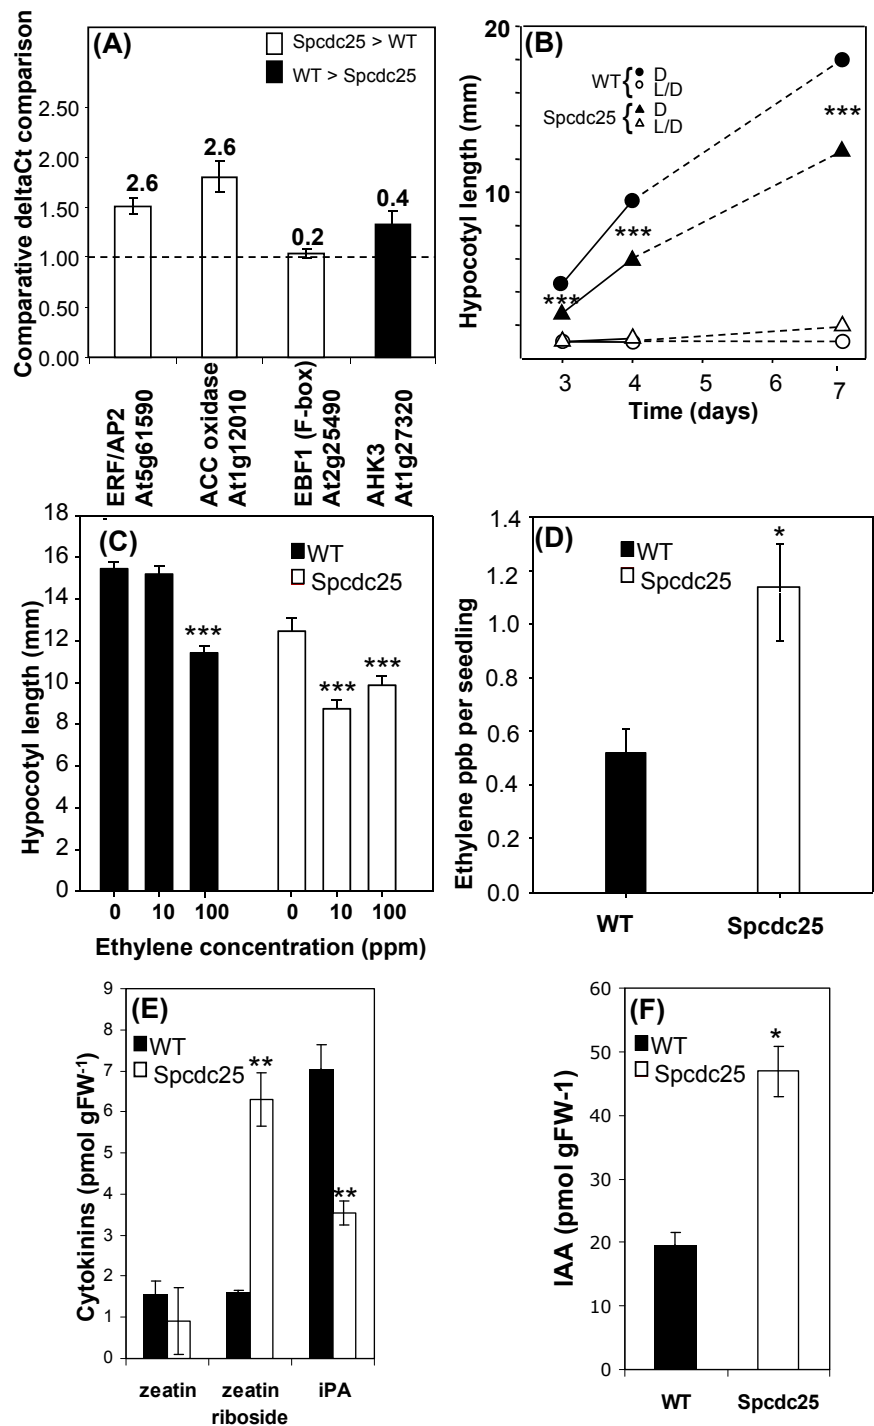 (A)
Spcdc25 > WT
WT > Spcdc25
Comparative deltaCt comparison
2.50
2.00
1.50
1.00
0.50
0.00
2.6
2.6
0.2
0.4
ERF/AP2
At5g61590
ACC oxidase
At1g12010
EBF1 (F-box)
At2g25490
AHK3
At1g27320
(B)
WT { D
L/D
Spcdc25 { D
L/D
Hypocotyl length (mm)
20
10
***
***
***
3 4 5 6 7
Time (days)
(C)
WT
Spcdc25
Hypocotyl length (mm)
18
16
14
12
10
8
6
4
2
0
***
***
***
0 10 100 0 10 100
Ethylene concentration (ppm)
(D)
WT
Spcdc25
Ethylene ppb per seedling
1.4
1.2
1.0
0.8
0.6
0.4
0.2
0.0
*
WT Spcdc25
(E)
WT
Spcdc25
Cytokinins (pmol gFW-1)
9
8
7
6
5
4
3
2
1
0
**
**
zeatin zeatin iPA
riboside
(F)
WT
Spcdc25
IAA (pmol gFW-1)
60
50
40
30
20
10
0
*
WT Spcdc25